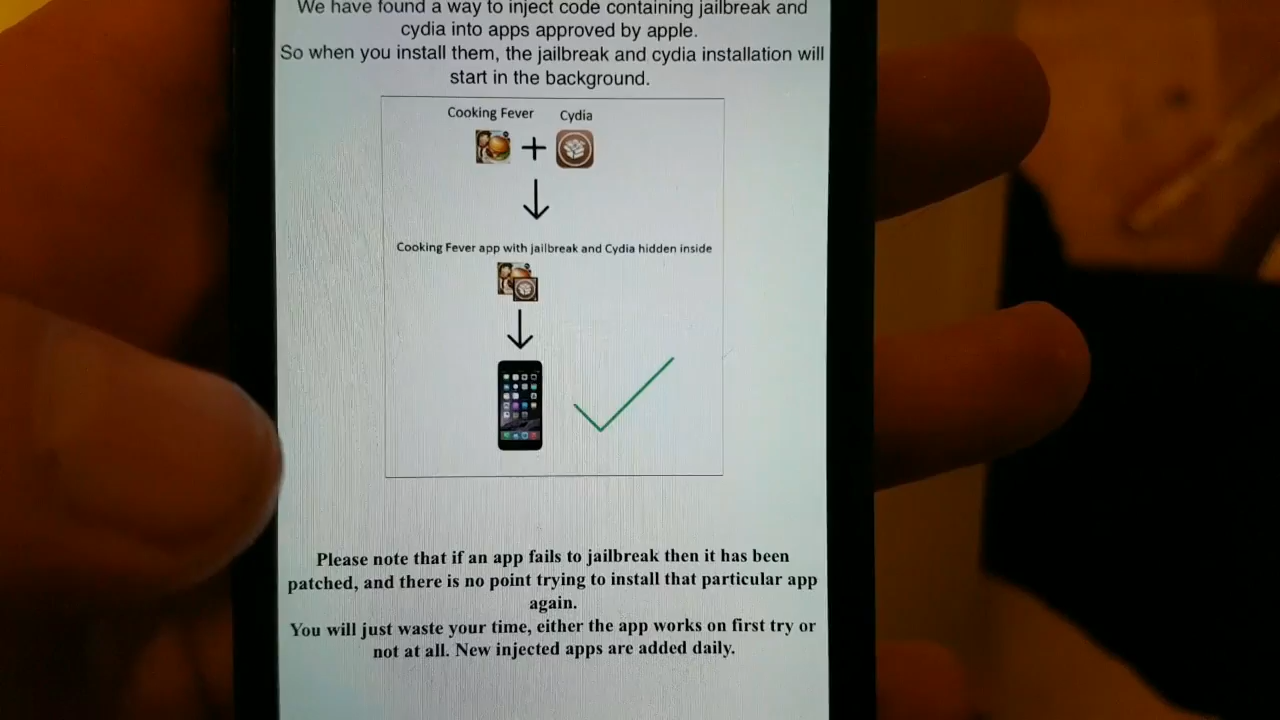 We have found a way to inject code containing jailbreak and
cydia into apps approved by apple.
So when you install them, the jailbreak and cydia installation will
start in the background.
Cooking Fever Cydia
+
Cooking Fever app with jailbreak and Cydia hidden inside
Please note that if an app fails to jailbreak then it has been
patched, and there is no point trying to install that particular app
again.
You will just waste your time, either the app works on first try or
not at all. New injected apps are added daily.